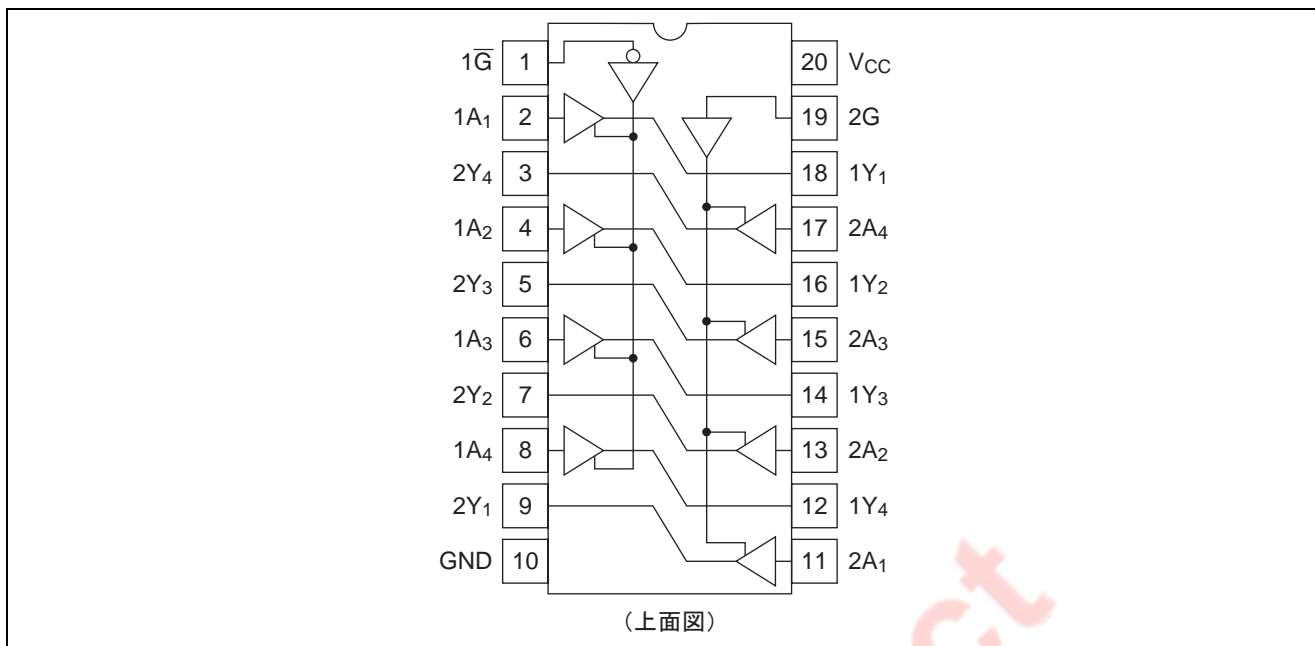 1G̅ 1 20 VCC
1A1 2 19 2G
2Y4 3 18 1Y1
1A2 4 17 2A4
2Y3 5 16 1Y2
1A3 6 15 2A3
2Y2 7 14 1Y3
1A4 8 13 2A2
2Y1 9 12 1Y4
GND 10 11 2A1
(上面図)
ct